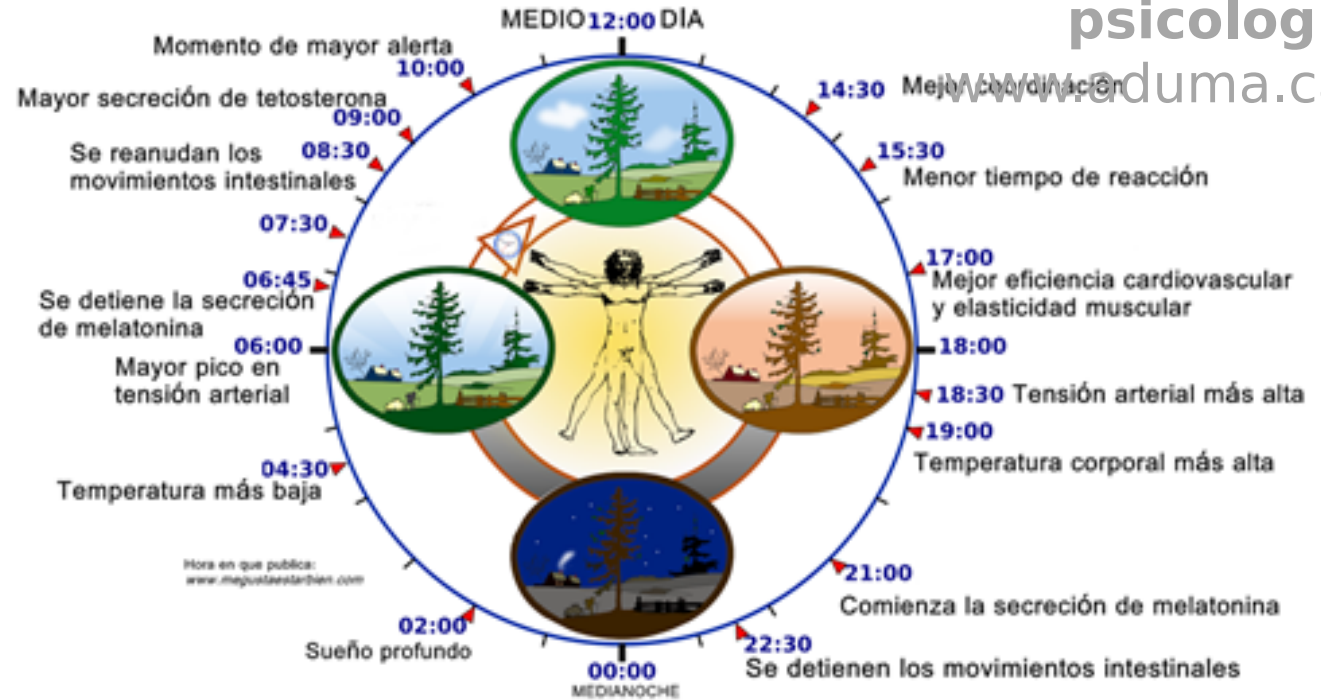 psicolog
www.aduma.c
MEDIO 12:00 DÍA
Momento de mayor alerta
10:00
Mayor secreción de tetosterona
09:00
Se reanudan los
movimientos intestinales
08:30
07:30
06:45
Se detiene la secreción
de melatonina
06:00
Mayor pico en
tensión arterial
04:30
Temperatura más baja
Hora en que publica:
www.megustaestarbien.com
02:00
Sueño profundo
00:00
MEDIANOCHE
14:30 Mejor coordinación
15:30
Menor tiempo de reacción
17:00
Mejor eficiencia cardiovascular
y elasticidad muscular
18:00
18:30 Tensión arterial más alta
19:00
Temperatura corporal más alta
21:00
Comienza la secreción de melatonina
22:30
Se detienen los movimientos intestinales